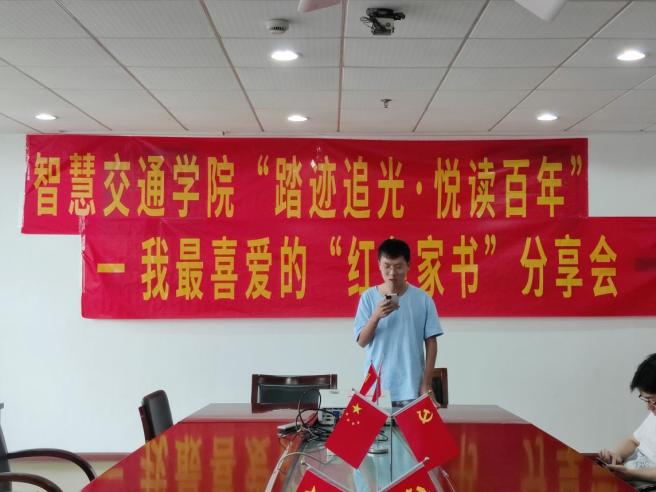 智慧交通学院“踏迹追光·悦读百年”
—我最喜爱的“红 家书”分享会